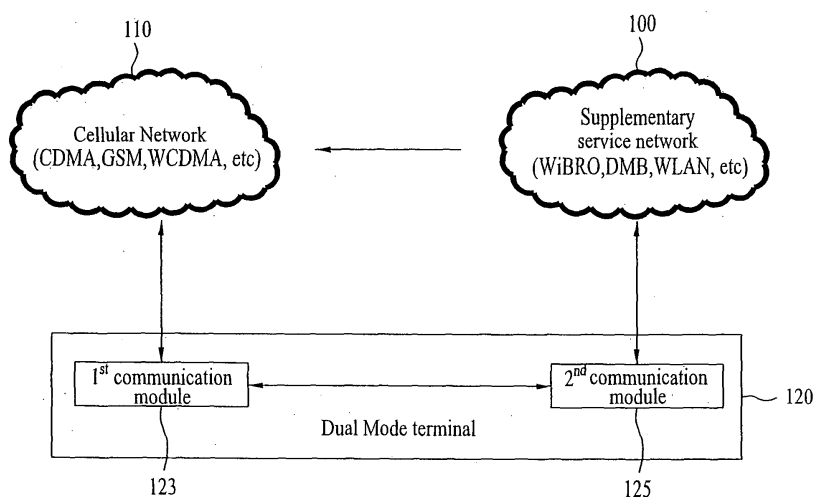 110
100
Cellular Network
(CDMA,GSM,WCDMA, etc)
Supplementary
service network
(WiBRO,DMB,WLAN, etc)
1st communication
module
2nd communication
module
120
Dual Mode terminal
123
125